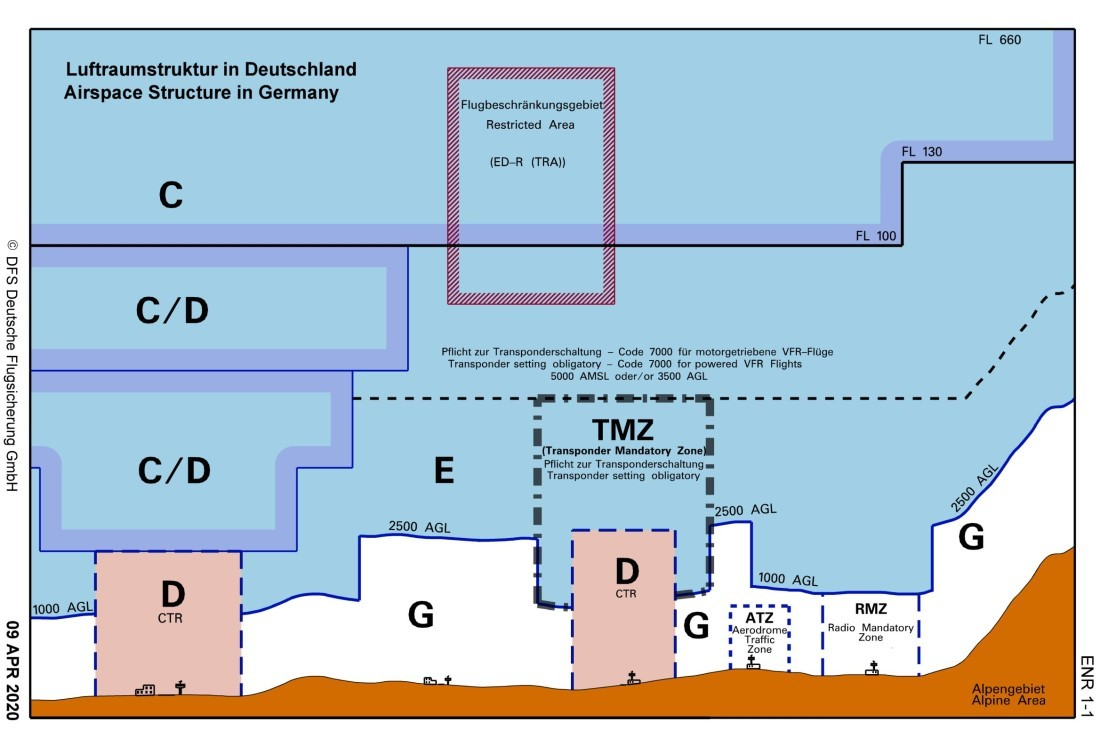 FL 660
Luftraumstruktur in Deutschland
Airspace Structure in Germany
Flugbeschränkungsgebiet
Restricted Area
(ED–R (TRA))
C
FL 130
FL 100
C/D
Pflicht zur Transponderschaltung – Code 7000 für motorgetriebene VFR–Flüge
Transponder setting obligatory – Code 7000 for powered VFR Flights
5000 AMSL oder/or 3500 AGL
C/D
E
TMZ
(Transponder Mandatory Zone)
Pflicht zur Transponderschaltung
Transponder setting obligatory
2500 AGL
2500 AGL
2500 AGL
G
1000 AGL
D
CTR
G
D
CTR
G
1000 AGL
ATZ
Aerodrome
Traffic
Zone
RMZ
Radio Mandatory
Zone
Alpengebiet
Alpine Area
© DFS Deutsche Flugsicherung GmbH
09 APR 2020
ENR 1-1